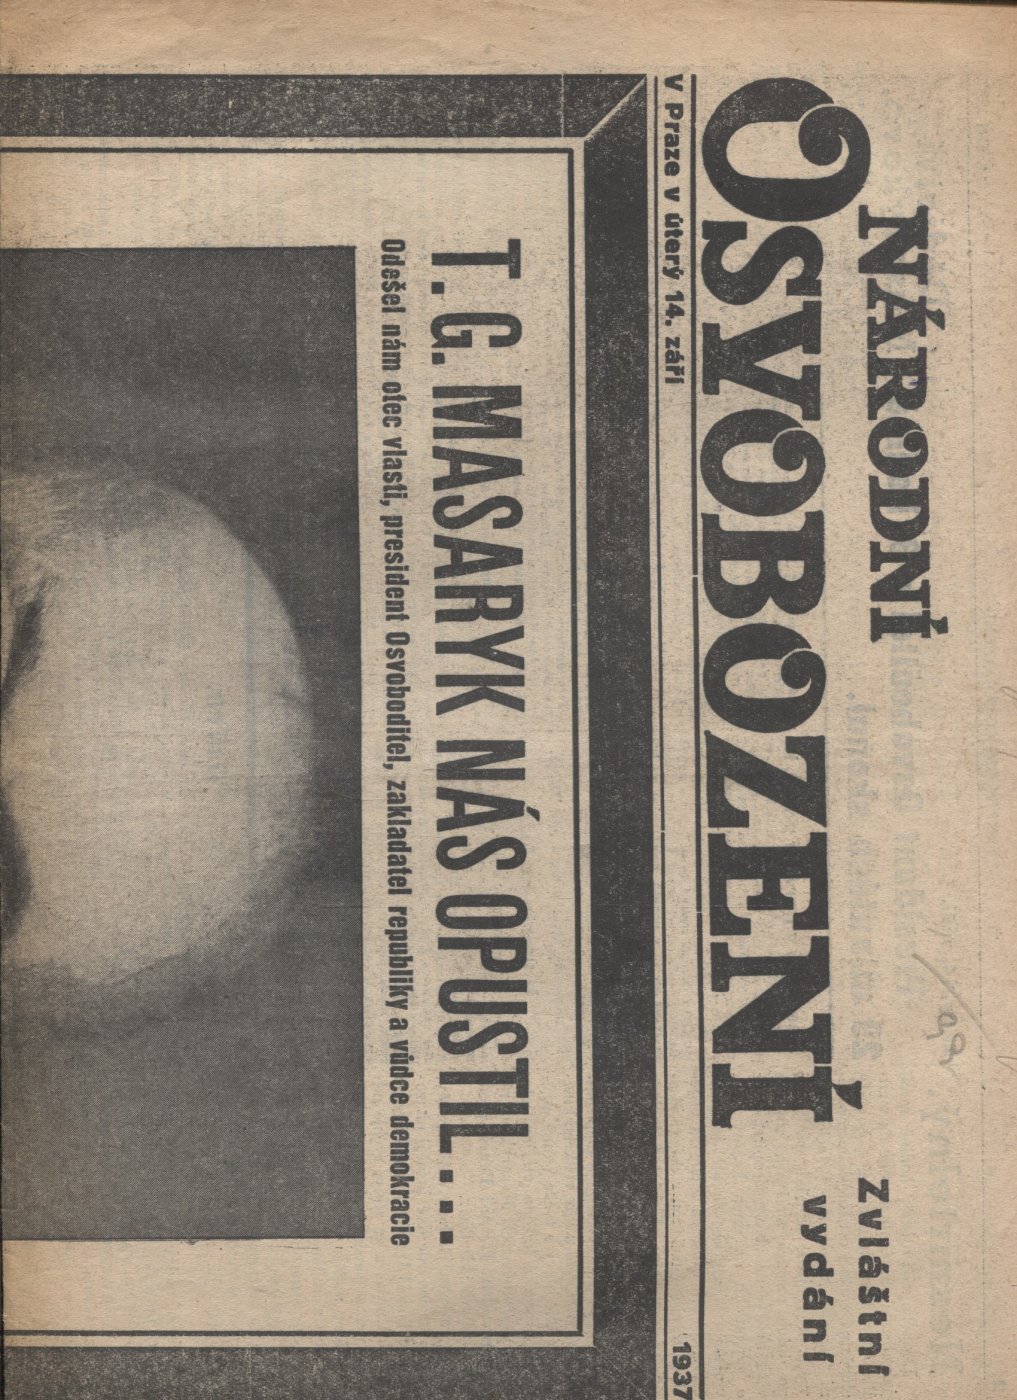 NÁRODNÍ
OSVOBOZENÍ
Zvláštní
vydání
V Praze v úterý 14. září 1937
T. G. MASARYK NÁS OPUSTIL...
Odešel nám otec vlasti, president Osvoboditel, zakladatel republiky a vůdce demokracie